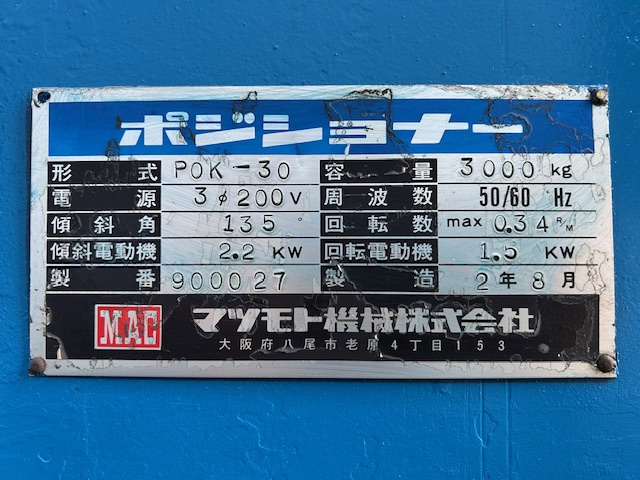 ポジショナー
形式 POK-30 容量 3000kg
電源 3φ200V 周波数 50/60 Hz
傾斜角 135° 回転数 max 0.34 R/M
傾斜電動機 2.2 KW 回転電動機 1.5 KW
製番 900027 製造 2年8月
MAC マツモト機械株式会社
大阪府八尾市老原4丁目153